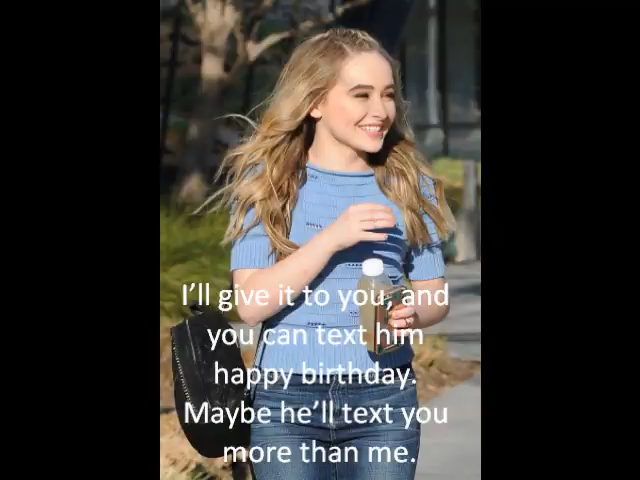 I’ll give it to you, and
you can text him
happy birthday.
Maybe he’ll text you
more than me.